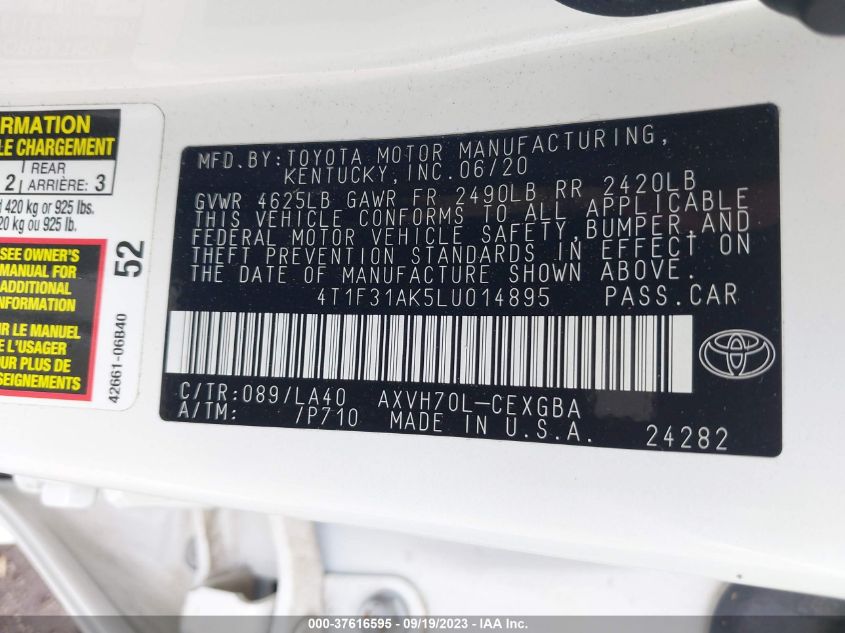 RMATION
LE CHARGEMENT
2 REAR
ARRIÈRE: 3
420 kg or 925 lbs.
20 kg ou 925 lb.
SEE OWNER'S
MANUAL FOR
ADDITIONAL
INFORMATION
R LE MANUEL
E L'USAGER
UR PLUS DE
SEIGNEMENTS
52
42661-06B40
MFD.BY:TOYOTA MOTOR MANUFACTURING,
KENTUCKY,INC.06/20
GVWR 4625LB GAWR FR 2490LB RR 2420LB
THIS VEHICLE CONFORMS TO ALL APPLICABLE
FEDERAL MOTOR VEHICLE SAFETY,BUMPER,AND
THEFT PREVENTION STANDARDS IN EFFECT ON
THE DATE OF MANUFACTURE SHOWN ABOVE.
4T1F31AK5LU014895 PASS.CAR
C/TR:089/LA40 AXVH70L-CEXGBA
A/TM: /P710 MADE IN U.S.A. 24282
000-37616595 - 09/19/2023 - IAA Inc.